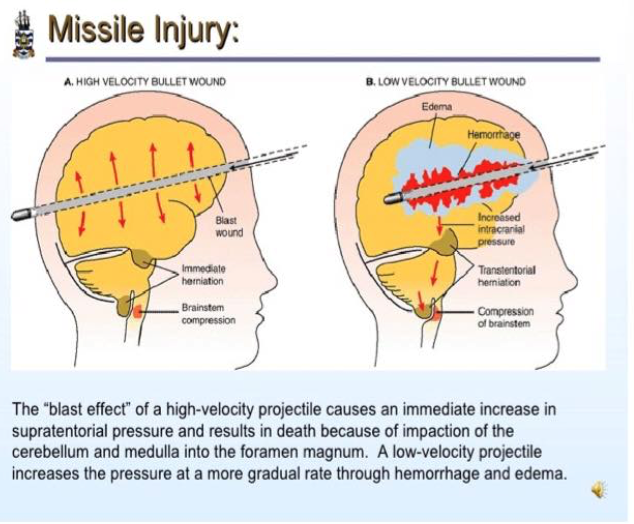 Missile Injury:
A. HIGH VELOCITY BULLET WOUND
Blast
wound
Immediate
herniation
Brainstem
compression
B. LOW VELOCITY BULLET WOUND
Edema
Hemorrhage
Increased
intracranial
pressure
Transtentorial
herniation
Compression
of brainstem
The "blast effect" of a high-velocity projectile causes an immediate increase in
supratentorial pressure and results in death because of impaction of the
cerebellum and medulla into the foramen magnum.  A low-velocity projectile
increases the pressure at a more gradual rate through hemorrhage and edema.